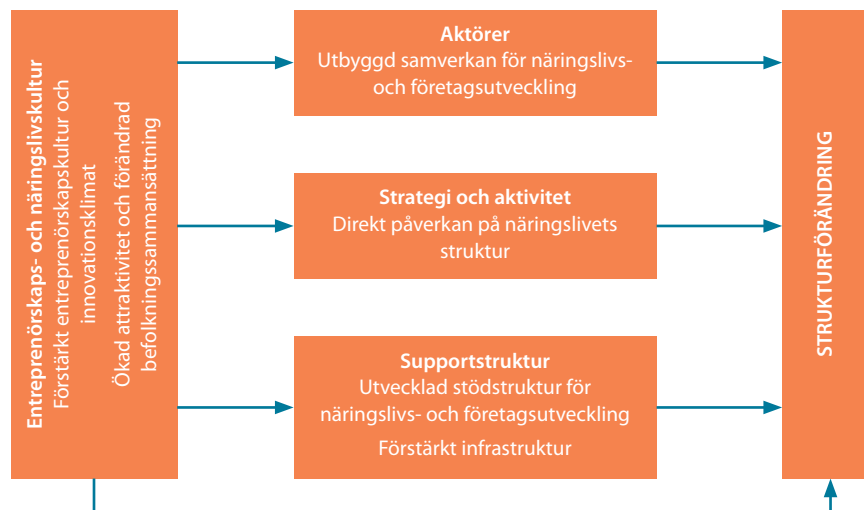 Entreprenörskaps- och näringslivskultur
Förstärkt entreprenörskapskultur och
innovationsklimat
Ökad attraktivitet och förändrad
befolkningssammansättning
Aktörer
Utbyggd samverkan för näringslivs-
och företagsutveckling
Strategi och aktivitet
Direkt påverkan på näringslivets
struktur
Supportstruktur
Utvecklad stödstruktur för
näringslivs- och företagsutveckling
Förstärkt infrastruktur
STRUKTURFÖRÄNDRING